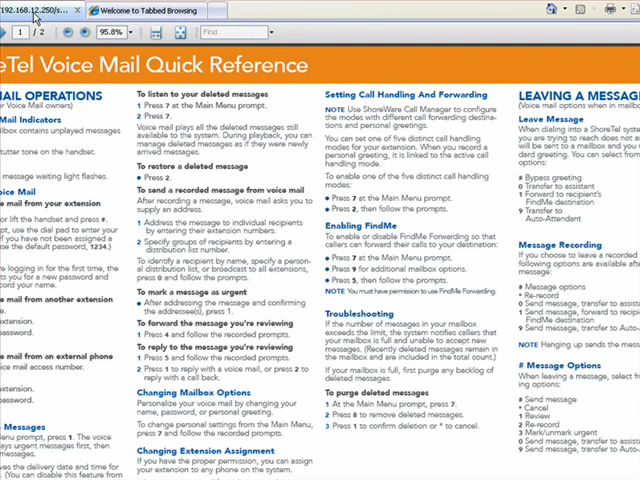 192.168.12.250/s...
Welcome to Tabbed Browsing
1 / 2
95.8%
Find
eTel Voice Mail Quick Reference
AIL OPERATIONS
or Voice Mail owners)
Mail Indicators
ailbox contains unplayed messages
tutter tone on the handset.
message waiting light flashes.
oice Mail
e mail from your extension
or lift the handset and press #.
pt, use the dial pad to enter your
If you have not been assigned a
se the default password, 1234.)
re logging in for the first time, the
ts you for a new password and
cord your name.
e mail from another extension
xtension.
password.
e mail from an external phone
oice mail access number.
xtension.
password.
o Messages
Menu prompt, press 1. The voice
lays urgent messages first, then
messages.
ves the delivery date and time for
. (You can disable this feature from
To listen to your deleted messages
1 Press 7 at the Main Menu prompt.
2 Press 7.
Voice mail plays all the deleted messages still
available to the system. During playback, you can
manage deleted messages as if they were newly
arrived messages.
To restore a deleted message
• Press 2.
To send a recorded message from voice mail
After recording a message, voice mail asks you to
supply an address.
1 Address the message to individual recipients
by entering their extension numbers.
2 Specify groups of recipients by entering a
distribution list number.
To identify a recipient by name, specify a person-
al distribution list, or broadcast to all extensions,
press 0 and follow the prompts.
To mark a message as urgent
• After addressing the message and confirming
the addressee(s), press 1.
To forward the message you're reviewing
1 Press 4 and follow the recorded prompts.
To reply to the message you're reviewing
1 Press 5 and follow the recorded prompts.
2 Press 1 to reply with a voice mail, or press 2 to
reply with a call back.
Changing Mailbox Options
Personalize your voice mail by changing your
name, password, or personal greeting.
To change personal settings from the Main Menu,
press 7 and follow the recorded prompts.
Changing Extension Assignment
If you have the proper permission, you can assign
your extension to any phone on the system.
Setting Call Handling And Forwarding
NOTE Use ShoreWare Call Manager to configure
the modes with different call forwarding destina-
tions and personal greetings.
You can set one of five distinct call handling
modes for your extension. When you record a
personal greeting, it is linked to the active call
handling mode.
To enable one of the five distinct call handling
modes:
• Press 7 at the Main Menu prompt.
• Press 2, then follow the prompts.
Enabling FindMe
To enable or disable FindMe Forwarding so that
callers can forward their calls to your destination:
• Press 7 at the Main Menu prompt.
• Press 9 for additional mailbox options.
• Press 5, then follow the prompts.
NOTE You must have permission to use FindMe Forwarding.
Troubleshooting
If the number of messages in your mailbox
exceeds the limit, the system notifies callers that
your mailbox is full and unable to accept new
messages. (Recently deleted messages remain in
the mailbox and are included in the total count.)
If your mailbox is full, first purge any backlog of
deleted messages.
To purge deleted messages
1 At the Main Menu prompt, press 7.
2 Press 8 to remove deleted messages.
3 Press 1 to confirm deletion or * to cancel.
LEAVING A MESSAG
(Voice mail options when in mailbox
Leave Message
When dialing into a ShoreTel system
are trying to reach does not a
will be sent to a mailbox and you w
dard greeting. You can select from
options:
# Bypass greeting
0 Transfer to assistant
1 Forward to recipient's
FindMe destination
9 Transfer to
Auto-Attendant
Message Recording
If you choose to leave a recorded
following options are available afte
message:
# Message options
* Re-record
0 Send message, transfer to assist
1 Send message, forward to recipi
FindMe destination
9 Send message, transfer to Auto-
NOTE: Hanging up sends the mess
# Message Options
When leaving a message, select fro
ing options:
# Send message
* Cancel
1 Review
2 Re-record
3 Mark/unmark urgent
0 Send message, transfer to assist
9 Send message, transfer to Auto-A